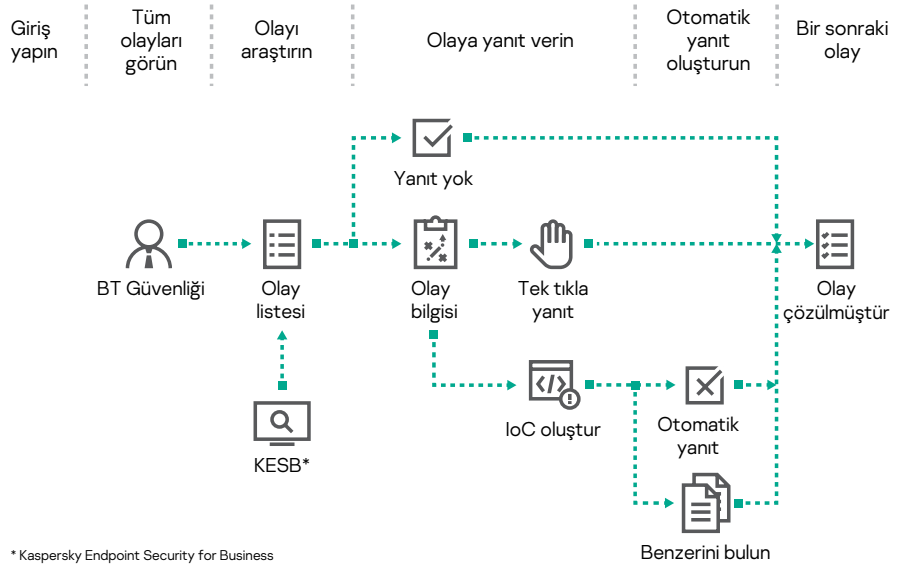 Giriş
yapın
Tüm
olayları
görün
Olayı
araştırın
Olaya yanıt verin
Otomatik
yanıt
oluşturun
Bir sonraki
olay
Yanıt yok
BT Güvenliği
Olay
listesi
Olay
bilgisi
Tek tıkla
yanıt
Olay
çözülmüştür
KESB*
IoC oluştur
Otomatik
yanıt
Benzerini bulun
* Kaspersky Endpoint Security for Business